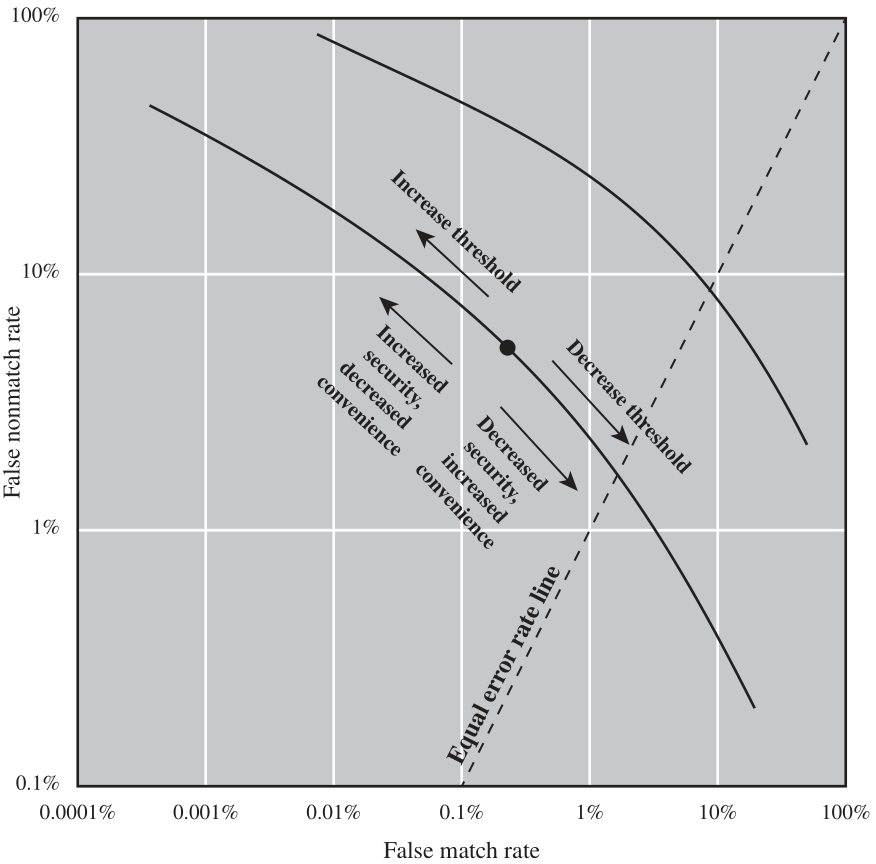 100%
10%
1%
0.1%
False nonmatch rate
Increase threshold
Increased
security,
decreased
convenience
Decrease threshold
Decreased
security,
increased
convenience
Equal error rate line
0.0001%
0.001%
0.01%
0.1%
1%
10%
100%
False match rate